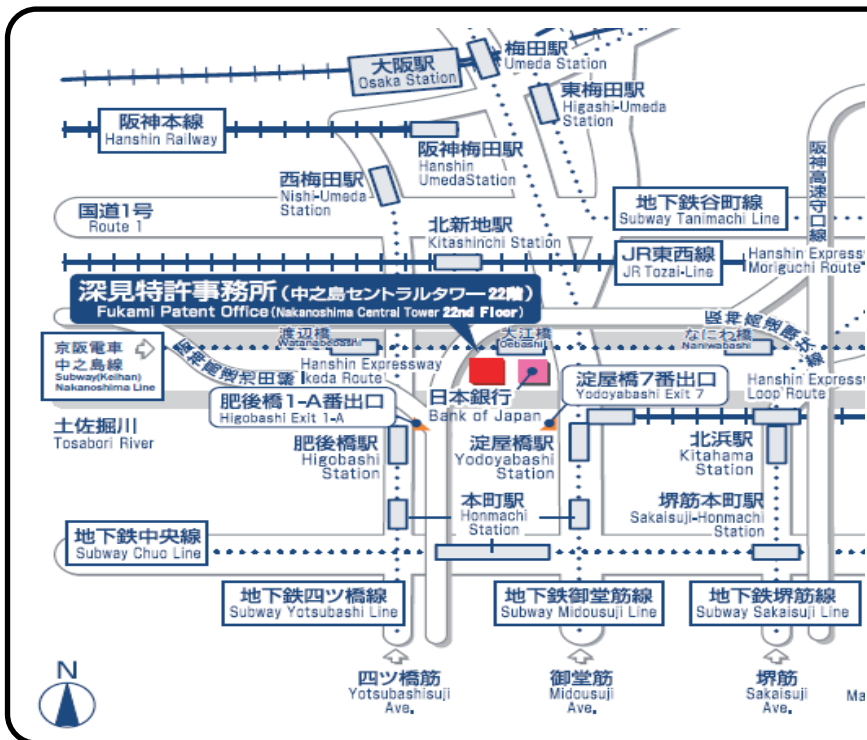 梅田駅
Umeda Station
大阪駅
Osaka Station
東梅田駅
Higashi-Umeda
Station
阪神本線
Hanshin Railway
阪神梅田駅
Hanshin
UmedaStation
阪神高速守口線
西梅田駅
Nishi-Umeda
Station
地下鉄谷町線
Subway Tanimachi Line
国道1号
Route 1
北新地駅
Kitashinchi Station
JR東西線
JR Tozai-Line
Hanshin Expressw
Moriguchi Route
深見特許事務所(中之島セントラルタワー22階)
Fukami Patent Office(Nakanoshima Central Tower 22nd Floor)
渡辺橋
Watanabebashi
大江橋
Oebashi
なにわ橋
Naniwabashi
京阪電車
中之島線
Subway(Keihan)
Nakanoshima Line
阪神高速池田線
Hanshin Expressway
Ikeda Route
阪神高速環状線
Hanshin Express
Loop Route
日本銀行
Bank of Japan
淀屋橋7番出口
Yodoyabashi Exit 7
肥後橋1-A番出口
Higobashi Exit 1-A
土佐堀川
Tosabori River
肥後橋駅
Higobashi
Station
淀屋橋駅
Yodoyabashi
Station
北浜駅
Kitahama
Station
本町駅
Honmachi
Station
堺筋本町駅
Sakaisuji-Honmachi
Station
地下鉄中央線
Subway Chuo Line
地下鉄四ツ橋線
Subway Yotsubashi Line
地下鉄御堂筋線
Subway Midousuji Line
地下鉄堺筋線
Subway Sakaisuji Line
N
四ツ橋筋
Yotsubashisuji
Ave.
御堂筋
Midousuji
Ave.
堺筋
Sakaisuji
Ave.
Ma